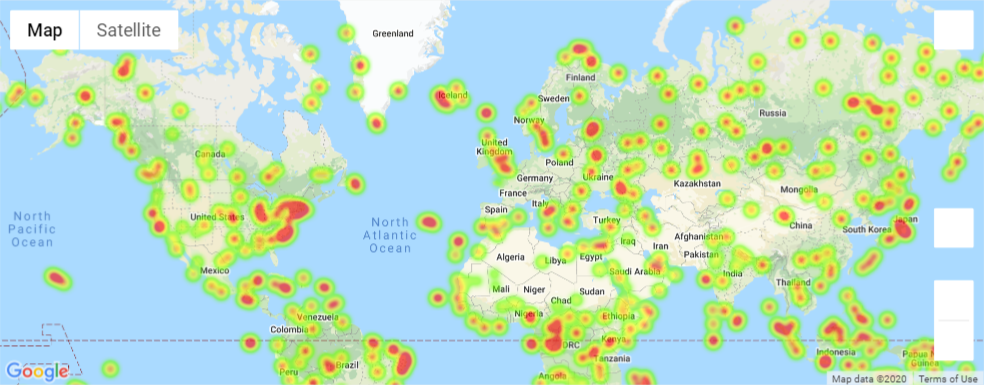 Map Satellite
Greenland
Iceland
Finland
Sweden
Norway
Russia
United
Kingdom
Canada
Poland
Germany
Ukraine
Kazakhstan
Mongolia
France
North
Pacific
Ocean
United States
North
Atlantic
Ocean
Spain
Italy
Turkey
China
Japan
South Korea
Afghanistan
Iraq
Iran
Pakistan
Algeria
Libya
Egypt
Mexico
Saudi Arabia
India
Mali
Niger
Sudan
Chad
Thailand
Venezuela
Nigeria
Ethiopia
Colombia
DRC
Kenya
Indonesia
Papua New
Guinea
Tanzania
Peru
Brazil
Angola
Google
Map data ©2020 Terms of Use